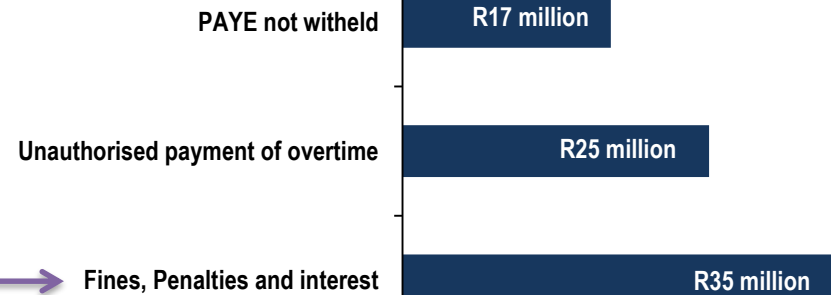 PAYE not witheld R17 million
Unauthorised payment of overtime R25 million
Fines, Penalties and interest R35 million